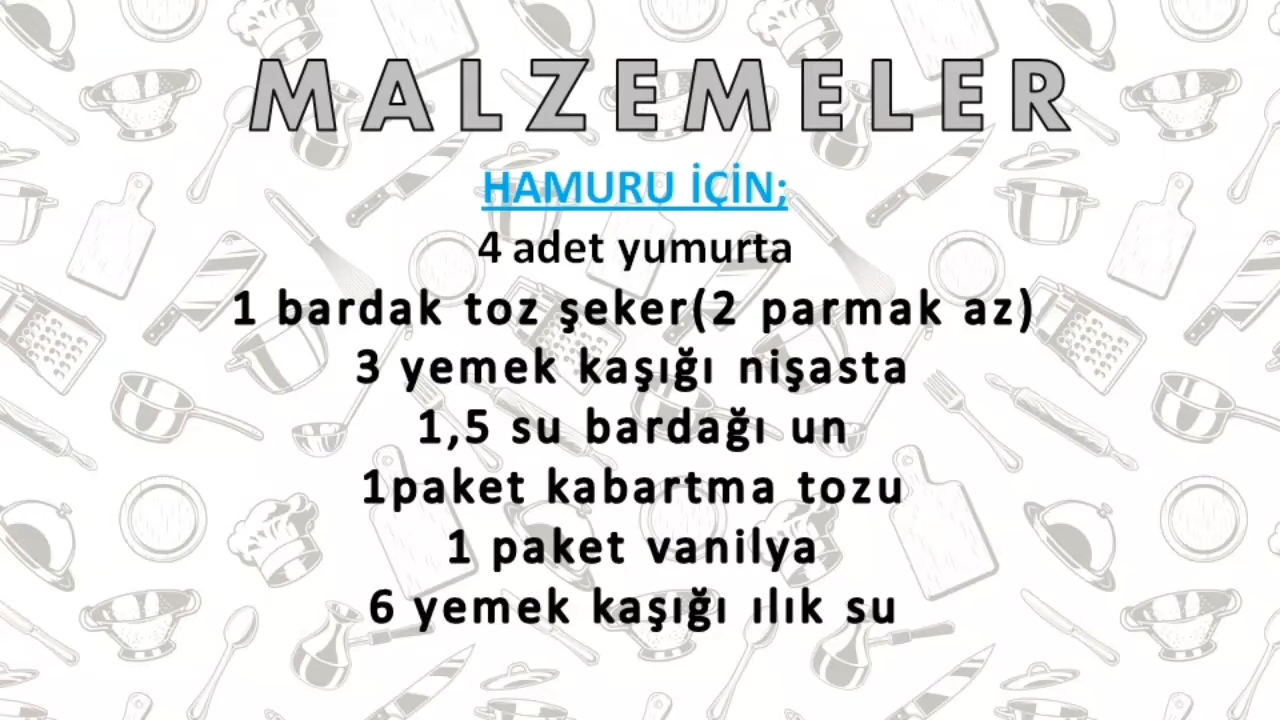 MALZEMELER
HAMURU İÇİN;
4 adet yumurta
1 bardak toz şeker(2 parmak az)
3 yemek kaşığı nişasta
1,5 su bardağı un
1paket kabartma tozu
1 paket vanilya
6 yemek kaşığı ılık su